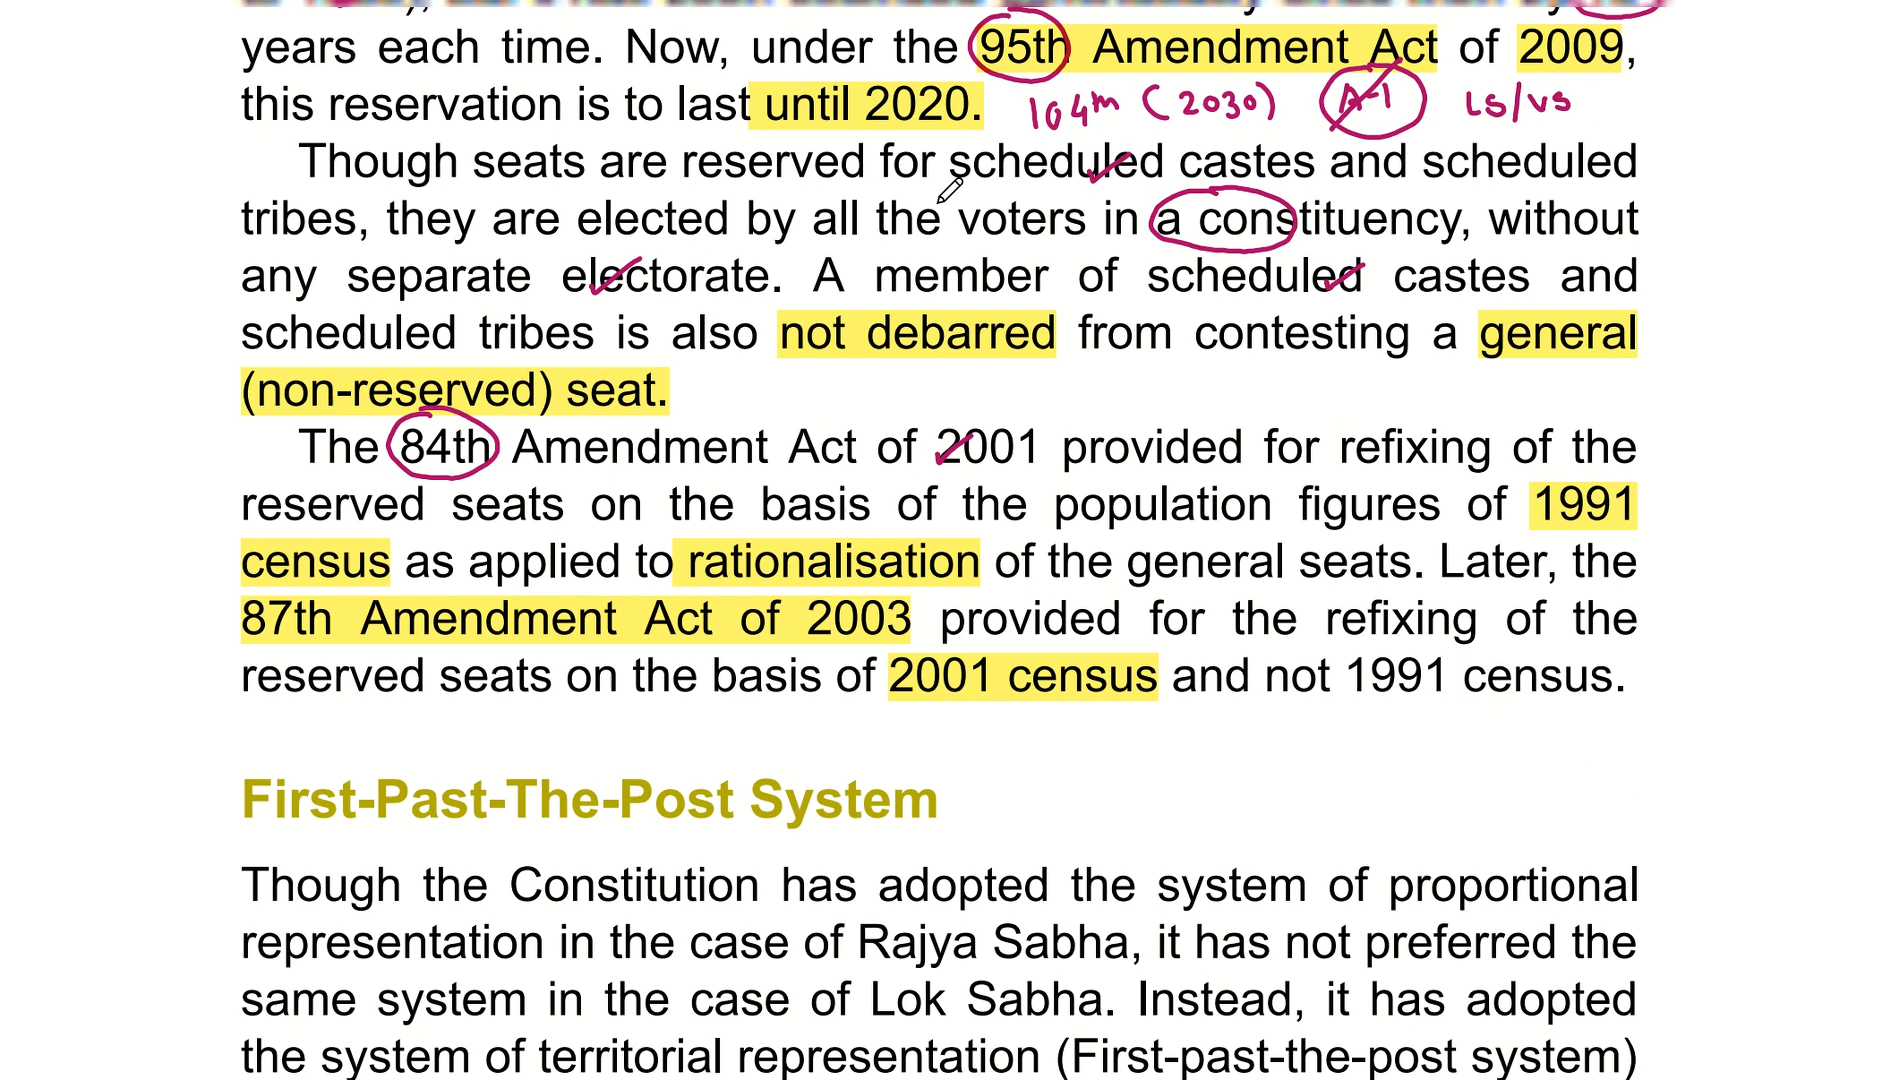 years each time. Now, under the 95th Amendment Act of 2009,
this reservation is to last until 2020. 104th (2030) A-I LS/VS
Though seats are reserved for scheduled castes and scheduled
tribes, they are elected by all the voters in a constituency, without
any separate electorate. A member of scheduled castes and
scheduled tribes is also not debarred from contesting a general
(non-reserved) seat.
The 84th Amendment Act of 2001 provided for refixing of the
reserved seats on the basis of the population figures of 1991
census as applied to rationalisation of the general seats. Later, the
87th Amendment Act of 2003 provided for the refixing of the
reserved seats on the basis of 2001 census and not 1991 census.
First-Past-The-Post System
Though the Constitution has adopted the system of proportional
representation in the case of Rajya Sabha, it has not preferred the
same system in the case of Lok Sabha. Instead, it has adopted
the system of territorial representation (First-past-the-post system)